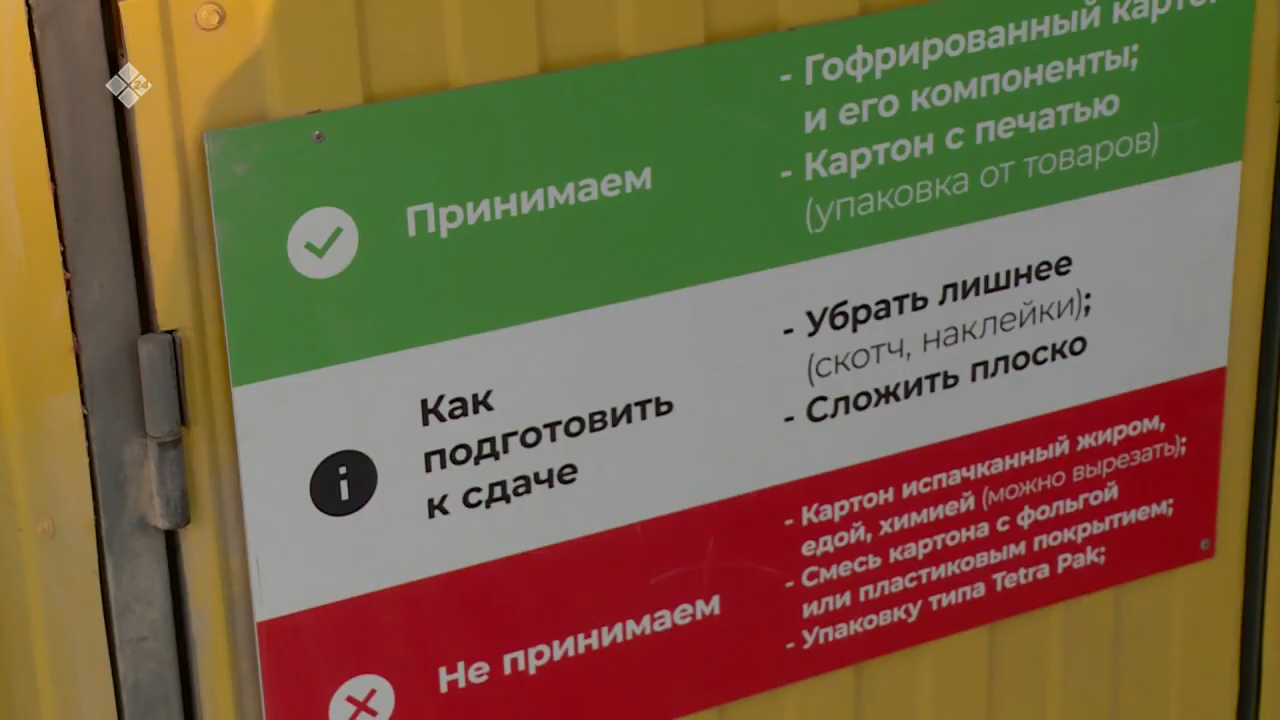 Принимаем
- Гофрированный
и его компоненты;
- Картон с печатью
(упаковка от товаров)
Как
подготовить
к сдаче
- Убрать лишнее
(скотч, наклейки);
- Сложить плоско
Не принимаем
- Картон испачканный жиром,
едой, химией (можно вырезать);
- Смесь картона с фольгой
или пластиковым покрытием;
- Упаковку типа Tetra Pak;